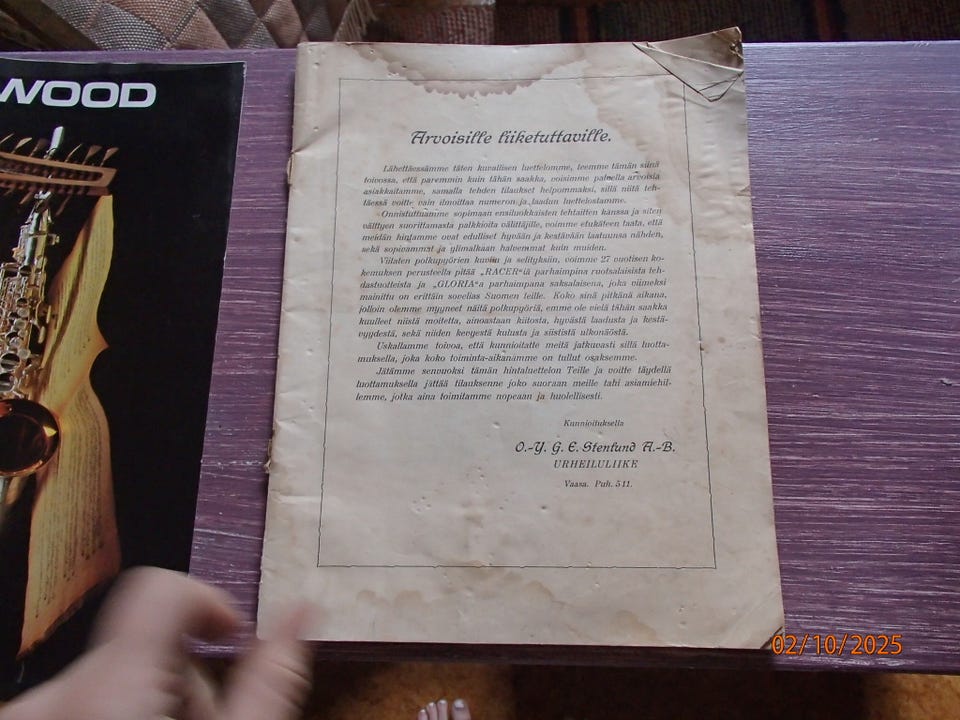 WOOD
Arvoisille liiketuttaville.
Lähettäessämme täten kuvallisen luettelomme, teemme tämän siinä
toivossa, että paremmin kuin tähän saakka, voisimme palvella arvoisia
asiakkaitamme, samalla tehden tilaukset helpommaksi, sillä niitä teh-
täessä voitte vain ilmoittaa numeron ja laadun luettelostamme.
Onnistuttuamme sopimaan ensiluokkaisten tehtaitten kanssa ja siten
välttyen suorittamasta palkkioita välittäjille, voimme etukäteen taata, että
meidän hintamme ovat edulliset hyvään ja kestävään laatuunsa nähden,
sekä sopivammat ja ylimalkaan halvemmat kuin muiden.
Viitaten polkupyörien kuviin ja selityksiin, voimme 27 vuotisen ko-
kemuksen perusteella pitää „RACER"iä parhaimpina ruotsalaisista teh-
dastuotteista ja „GLORIA"a parhaimpana saksalaisena, joka viimeksi
mainittu on erittäin sovelias Suomen teille. Koko sinä pitkänä aikana,
jolloin olemme myyneet näitä polkupyöriä, emme ole vielä tähän saakka
kuulleet niistä moitetta, ainoastaan kiitosta, hyvästä laadusta ja kestä-
vyydestä, sekä niiden kevyestä kulusta ja siististä ulkonäöstä.
Uskallamme toivoa, että kunnioitatte meitä jatkuvasti sillä luotta-
muksella, joka koko toiminta-aikanamme on tullut osaksemme.
Jätämme senvuoksi tämän hintaluettelon Teille ja voitte täydellä
luottamuksella jättää tilauksenne joko suoraan meille tahi asiamiehil-
lemme, jotka aina toimitamme nopeaan ja huolellisesti.
Kunnioituksella
O.-Y. G. E. Stenlund A.-B.
URHEILULIIKE
Vaasa. Puh. 511.
02/10/2025